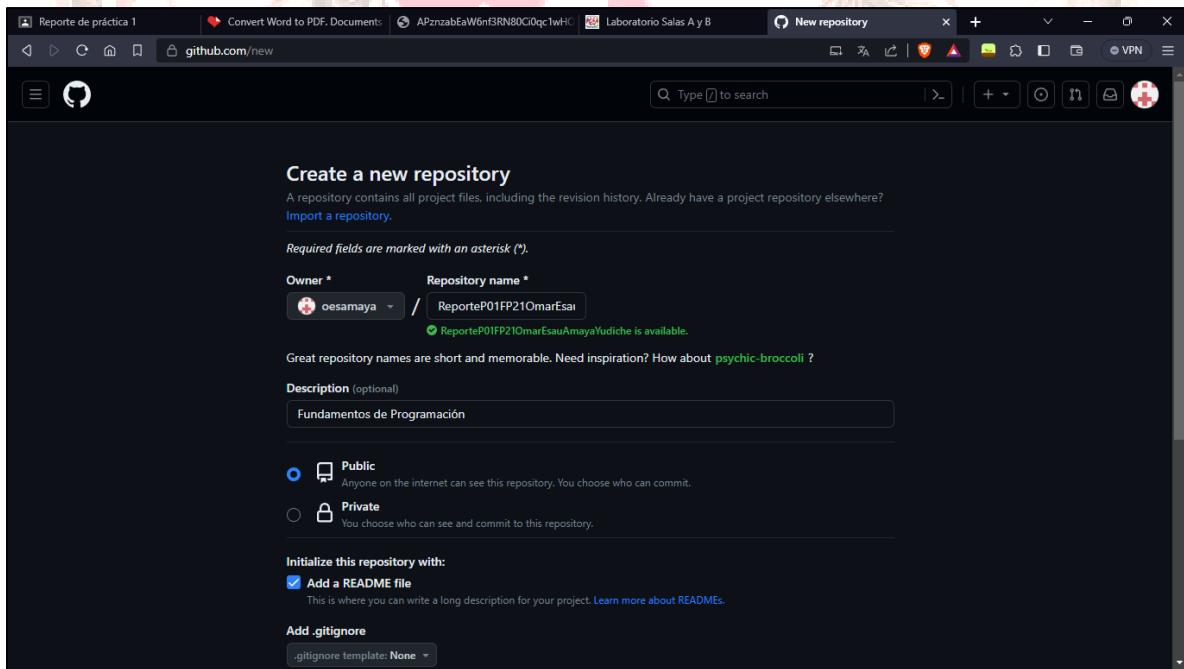 Reporte de práctica 1
Convert Word to PDF. Documents
APznzabEaW6nf3RN80Ci0qc1wHC
Laboratorio Salas A y B
New repository
github.com/new
VPN
Type / to search
Create a new repository
A repository contains all project files, including the revision history. Already have a project repository elsewhere?
Import a repository.
Required fields are marked with an asterisk (*).
Owner *
Repository name *
oesamaya
/
ReporteP01FP21OmarEsau
ReporteP01FP21OmarEsauAmayaYudiche is available.
Great repository names are short and memorable. Need inspiration? How about psychic-broccoli ?
Description (optional)
Fundamentos de Programación
Public
Anyone on the internet can see this repository. You choose who can commit.
Private
You choose who can see and commit to this repository.
Initialize this repository with:
Add a README file
This is where you can write a long description for your project. Learn more about READMEs.
Add .gitignore
.gitignore template: None